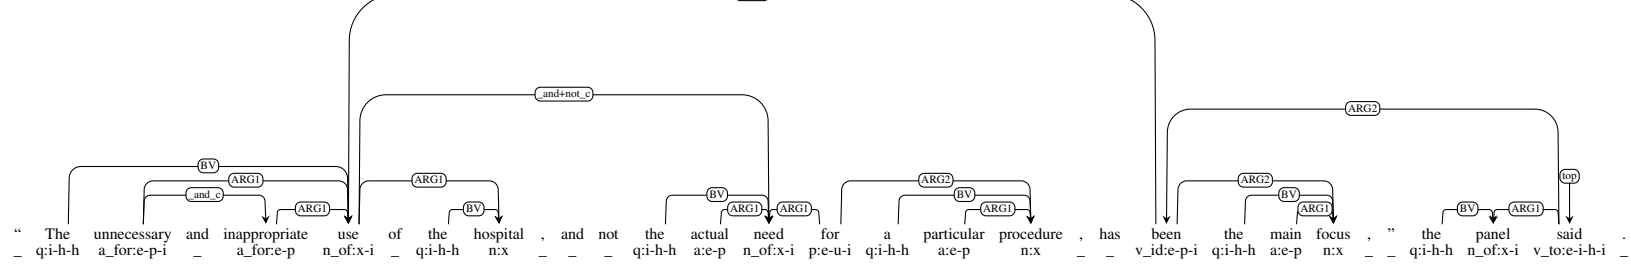 _and+not_c
ARG2
BV
ARG1
ARG1
ARG2
ARG2
top
_and_c
BV
BV
BV
ARG1
BV
ARG1
ARG1
ARG1
ARG1
ARG1
BV
ARG1
“ The unnecessary and inappropriate use of the hospital , and not the actual need for a particular procedure , has been the main focus , ” the panel said .
_ q:i-h-h a_for:e-p-i _ a_for:e-p n_of:x-i _ q:i-h-h n:x _ _ _ q:i-h-h a:e-p n_of:x-i p:e-u-i q:i-h-h a:e-p n:x _ _ v_id:e-p-i q:i-h-h a:e-p n:x _ _ q:i-h-h n_of:x-i v_to:e-i-h-i _